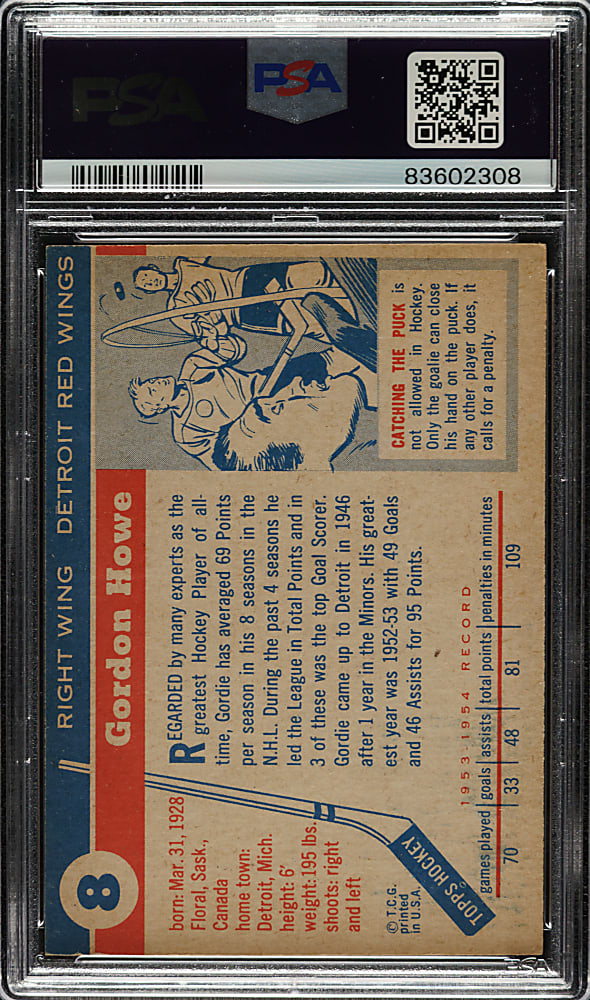 PSA
PSA
83602308
8
RIGHT WING DETROIT RED WINGS
Gordon Howe
born: Mar. 31, 1928
Floral, Sask.,
Canada
home town:
Detroit, Mich.
height: 6'
weight: 195 lbs.
shoots: right
and left
© T.C.G.
printed
in U.S.A.
TOPPS HOCKEY
REGARDED by many experts as the
greatest Hockey Player of all-
time, Gordie has averaged 69 Points
per season in his 8 seasons in the
N.H.L. During the past 4 seasons he
led the League in Total Points and in
3 of these was the top Goal Scorer.
Gordie came up to Detroit in 1946
after 1 year in the Minors. His great-
est year was 1952-53 with 49 Goals
and 46 Assists for 95 Points.
CATCHING THE PUCK is
not allowed in Hockey.
Only the goalie can close
his hand on the puck. If
any other player does, it
calls for a penalty.
1953-1954 RECORD
games played goals assists total points penalties in minutes
70 33 48 81 109
PSA